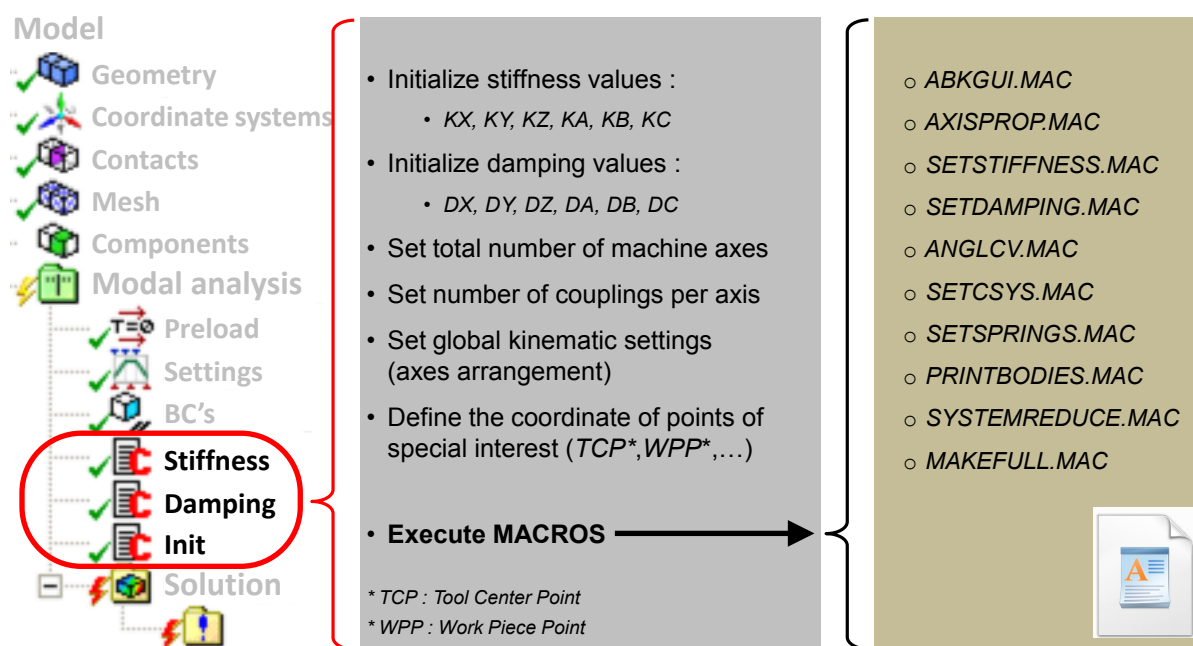 Model
Geometry
Coordinate systems
Contacts
Mesh
Components
Modal analysis
T=0 Preload
Settings
BC's
Stiffness
Damping
Init
Solution
• Initialize stiffness values :
• KX, KY, KZ, KA, KB, KC
• Initialize damping values :
• DX, DY, DZ, DA, DB, DC
• Set total number of machine axes
• Set number of couplings per axis
• Set global kinematic settings
(axes arrangement)
• Define the coordinate of points of
special interest (TCP*,WPP*,…)
• Execute MACROS
* TCP : Tool Center Point
* WPP : Work Piece Point
o ABKGUI.MAC
o AXISPROP.MAC
o SETSTIFFNESS.MAC
o SETDAMPING.MAC
o ANGLCV.MAC
o SETCSYS.MAC
o SETSPRINGS.MAC
o PRINTBODIES.MAC
o SYSTEMREDUCE.MAC
o MAKEFULL.MAC
A